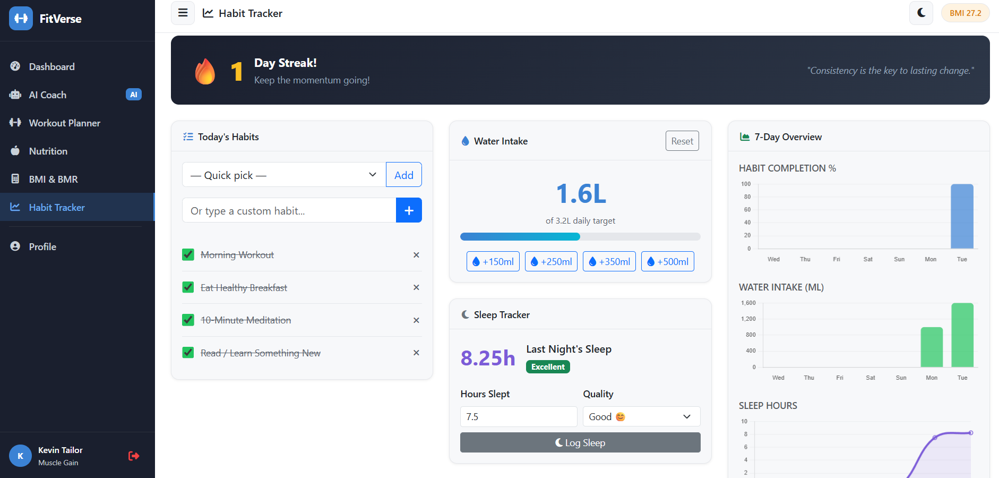 FitVerse
Dashboard
AI Coach
AI
Workout Planner
Nutrition
BMI & BMR
Habit Tracker
Profile
K
Kevin Tailor
Muscle Gain
Habit Tracker
BMI 27.2
1
Day Streak!
Keep the momentum going!
"Consistency is the key to lasting change."
Today's Habits
— Quick pick —
Add
Or type a custom habit...
+
Morning Workout
Eat Healthy Breakfast
10-Minute Meditation
Read / Learn Something New
Water Intake
Reset
1.6L
of 3.2L daily target
+150ml
+250ml
+350ml
+500ml
Sleep Tracker
8.25h
Last Night's Sleep
Excellent
Hours Slept
Quality
7.5
Good 😊
Log Sleep
7-Day Overview
HABIT COMPLETION %
100
80
60
40
20
0
Wed Thu Fri Sat Sun Mon Tue
WATER INTAKE (ML)
1,600
1,200
800
400
0
Wed Thu Fri Sat Sun Mon Tue
SLEEP HOURS
10
8
6
4
2